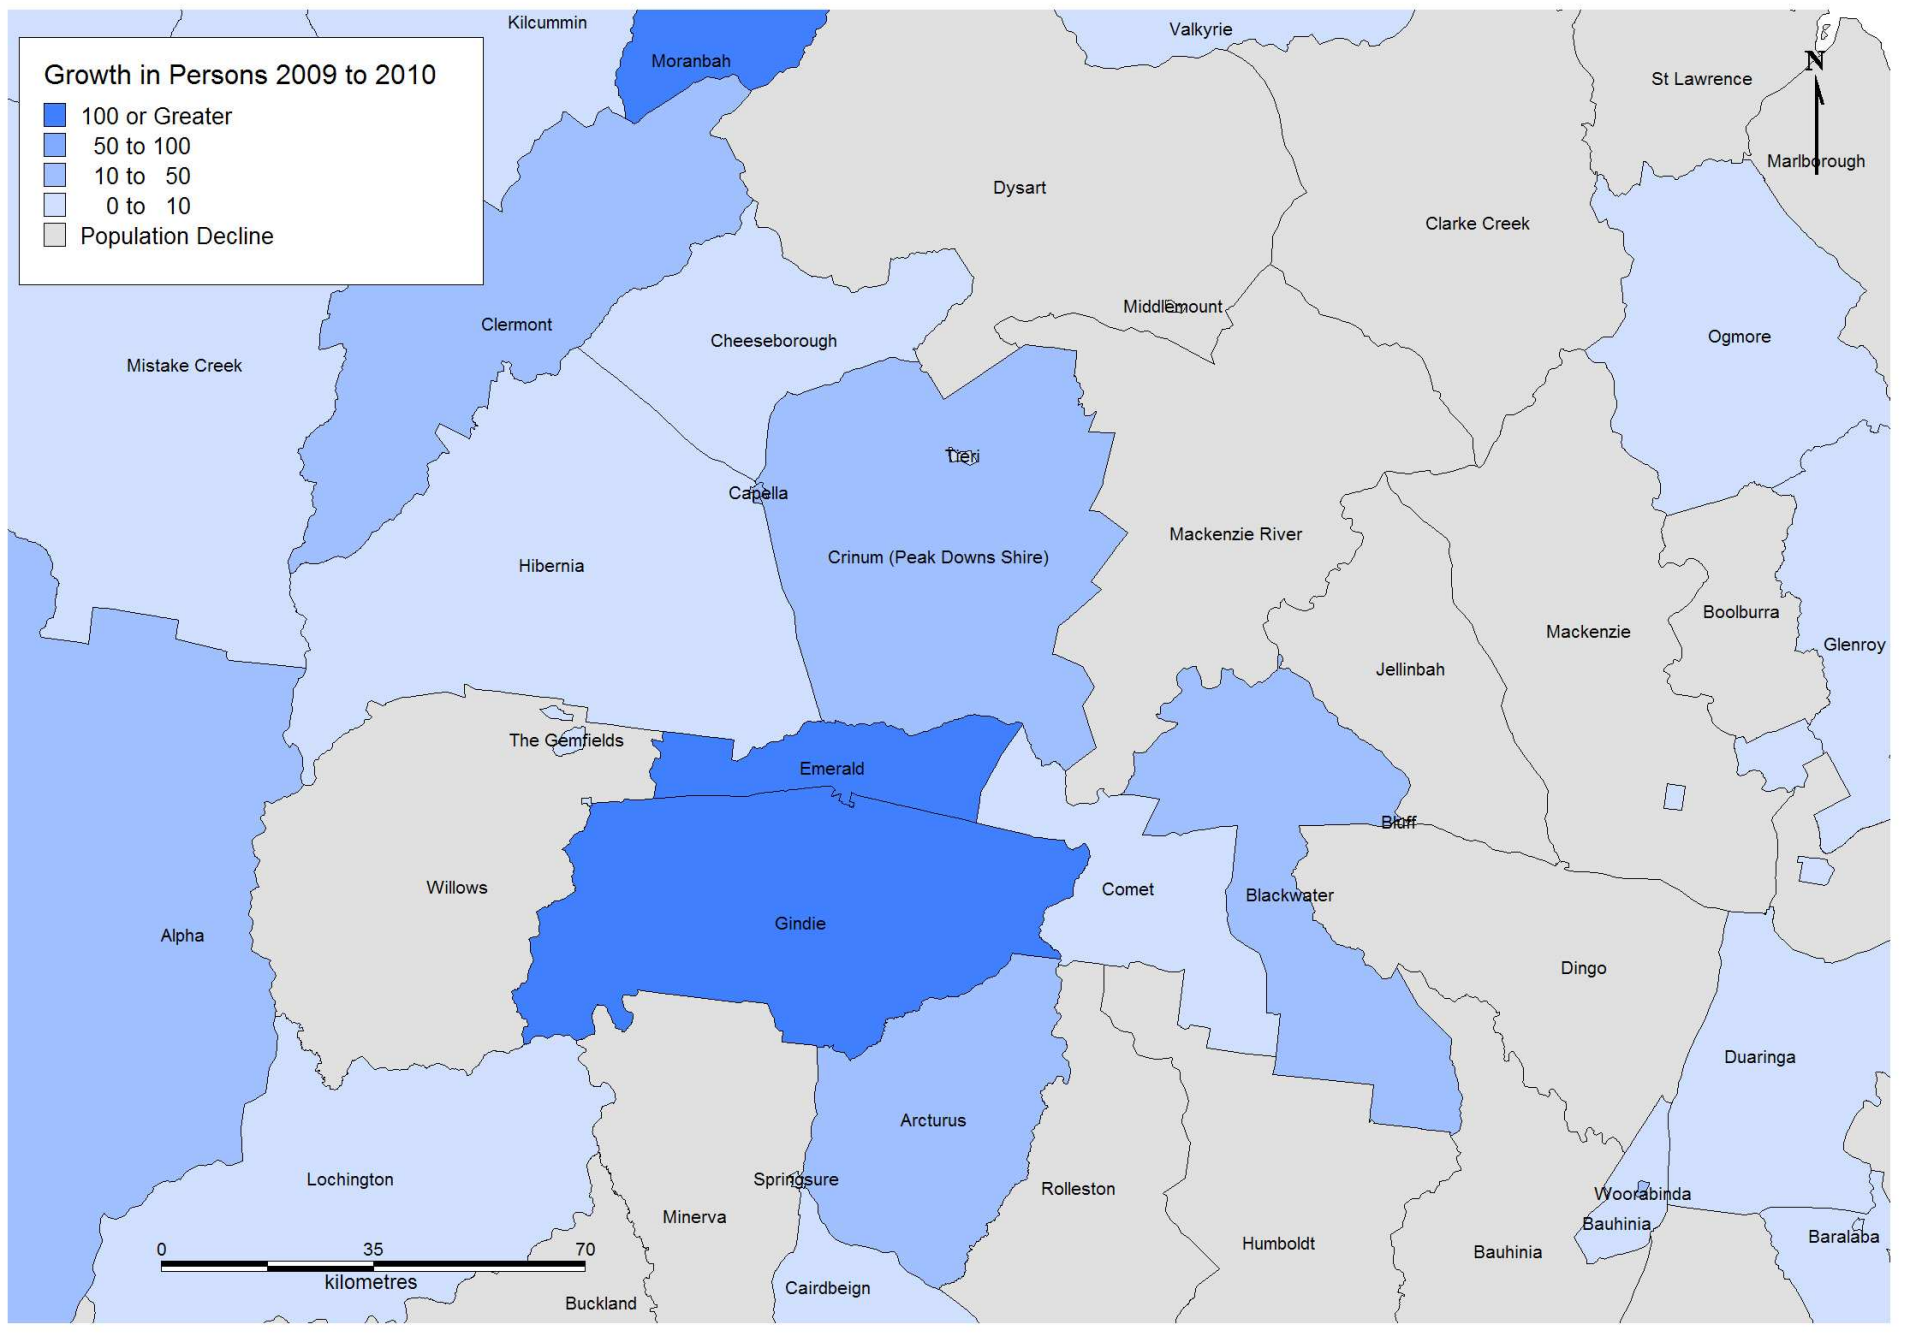 Kilcummin
Valkyrie
Moranbah
N
Growth in Persons 2009 to 2010
100 or Greater
50 to 100
10 to 50
0 to 10
Population Decline
St Lawrence
Marlborough
Dysart
Clarke Creek
Middlemount
Clermont
Cheeseborough
Ogmore
Mistake Creek
Tieri
Capella
Mackenzie River
Crinum (Peak Downs Shire)
Hibernia
Boolburra
Mackenzie
Glenroy
Jellinbah
The Gemfields
Emerald
Bluff
Willows
Comet
Blackwater
Gindie
Alpha
Dingo
Duaringa
Arcturus
Lochington
Springsure
Rolleston
Woorabinda
Minerva
Bauhinia
Baralaba
Humboldt
Bauhinia
0 35 70
kilometres
Cairdbeign
Buckland